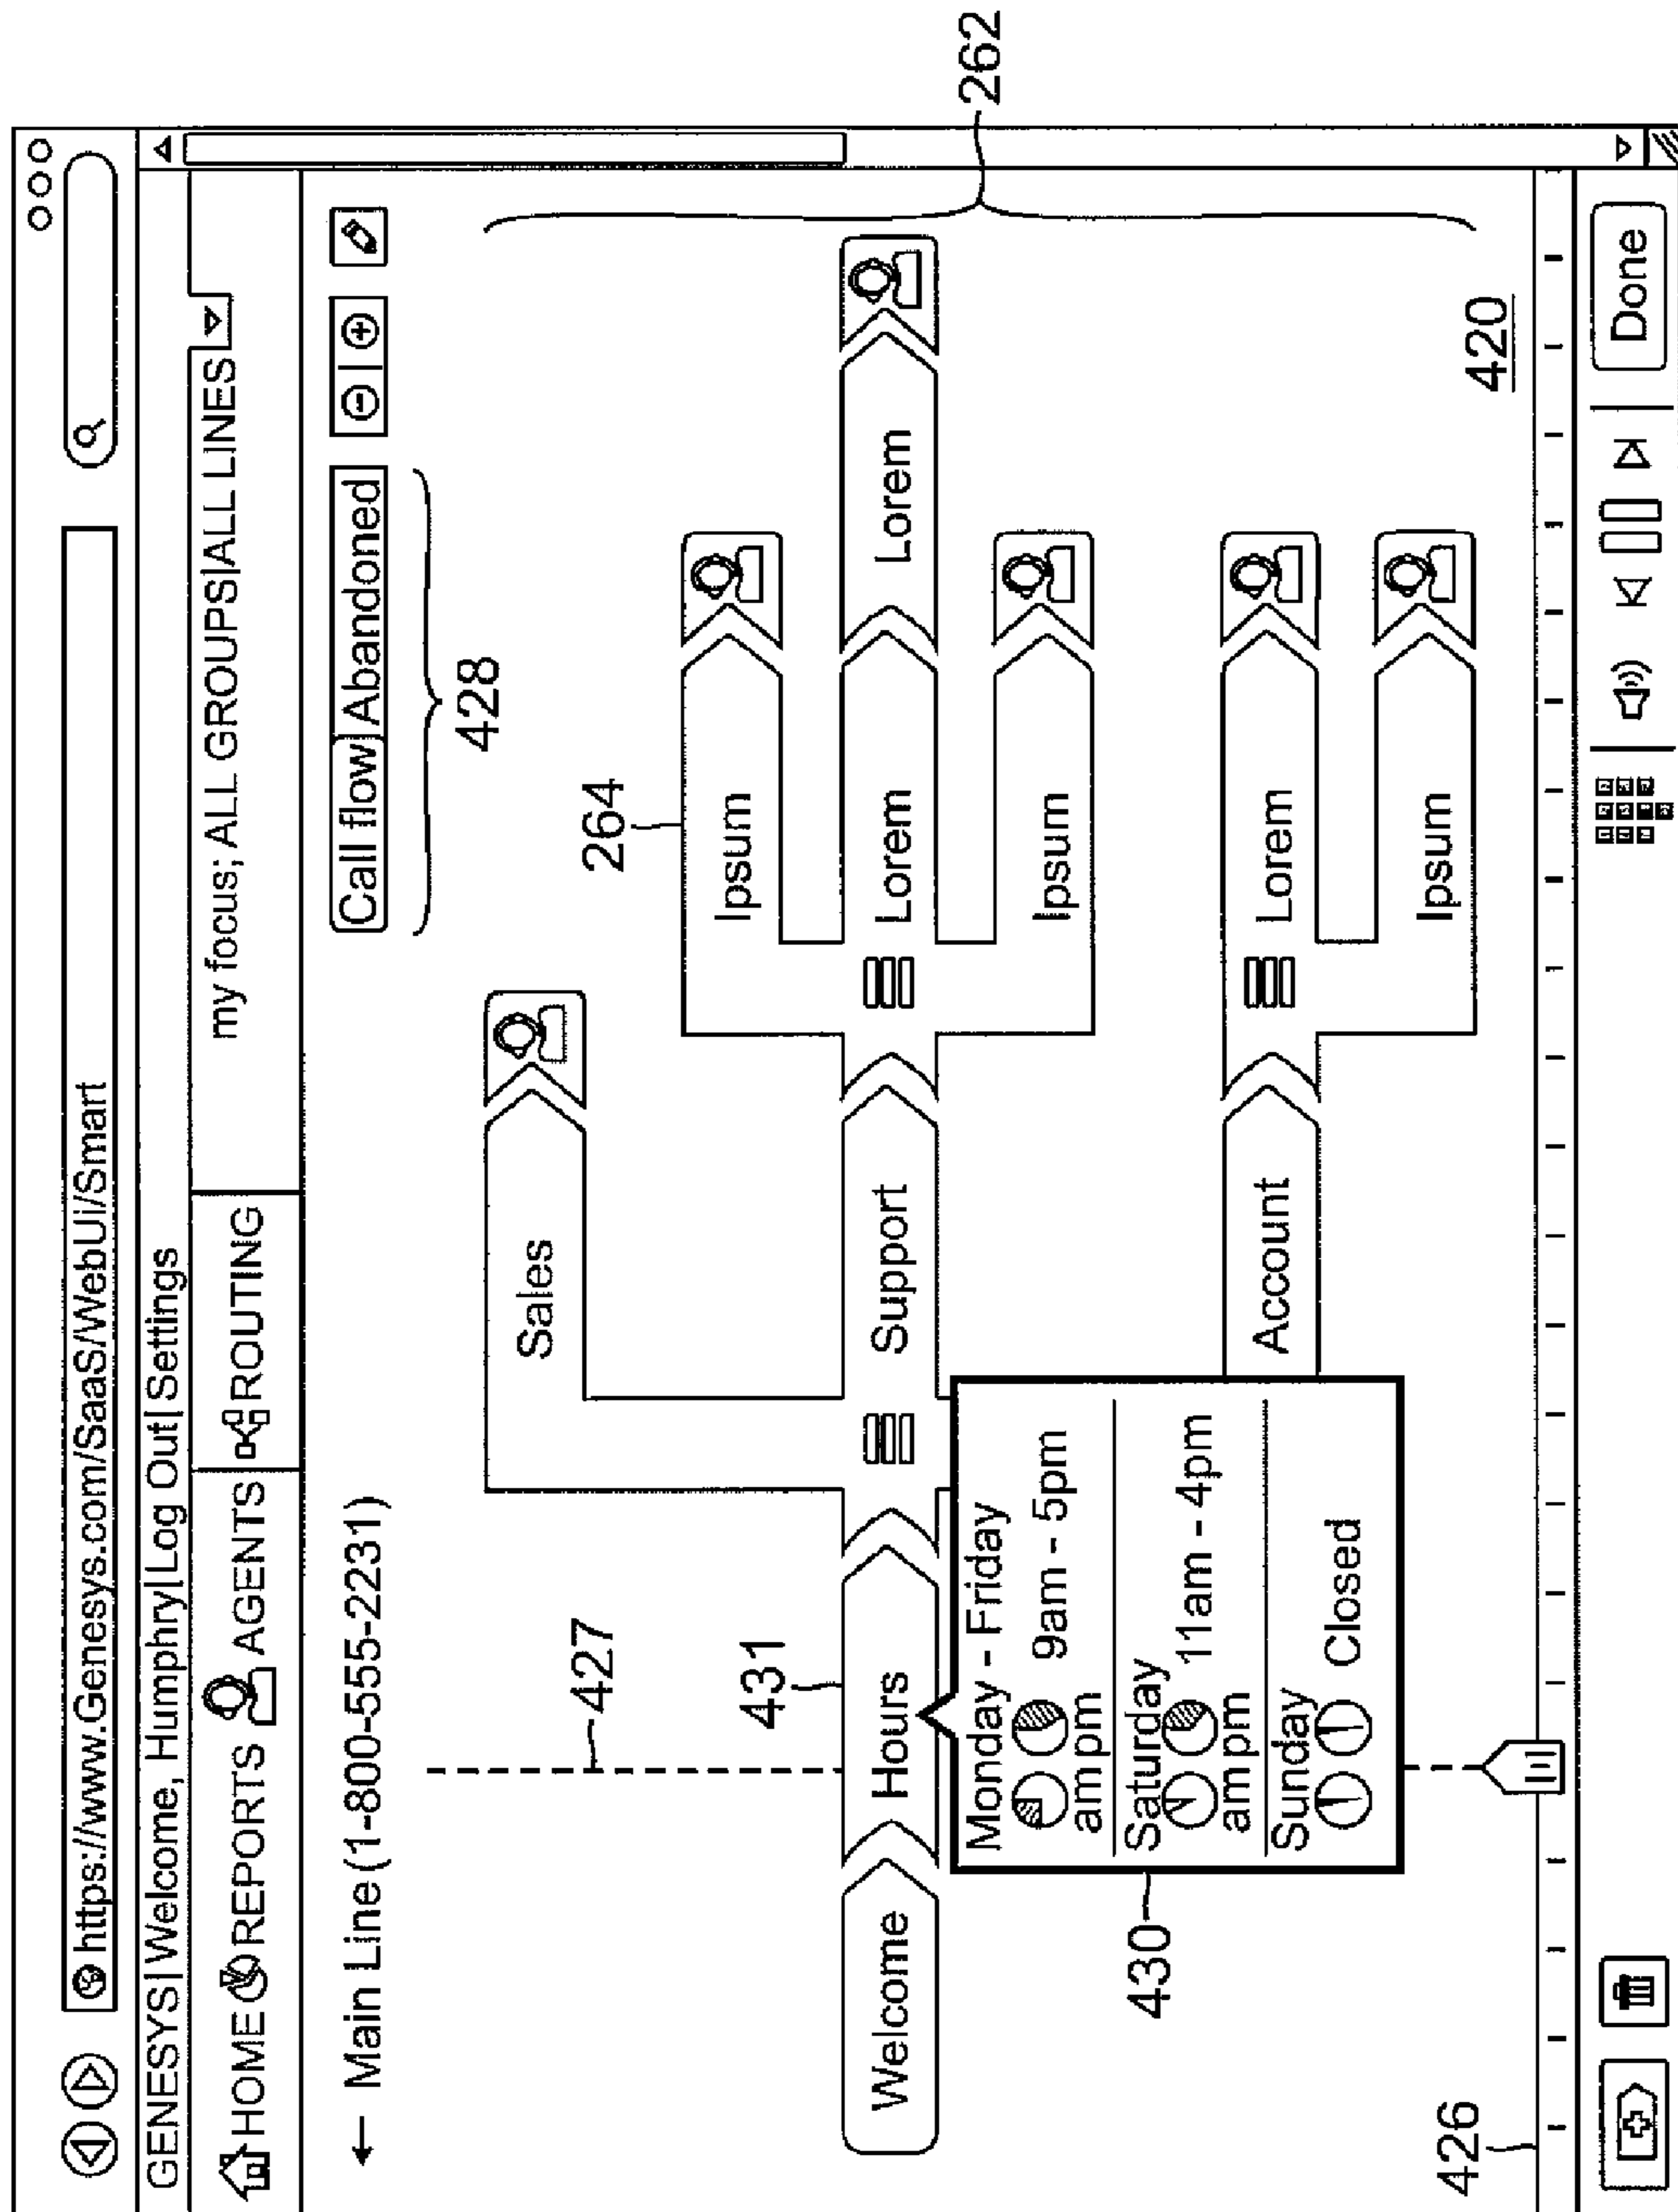 https://www.Genesys.com/SaaS/WebUi/Smart
GENESYS|Welcome, Humphry|Log Out|Settings
HOME REPORTS AGENTS ROUTING
my focus; ALL GROUPS|ALL LINES
← Main Line (1-800-555-2231)
Call flow Abandoned
428
427
264
262
Sales
Ipsum
431
Welcome
Hours
Support
Lorem
Lorem
Ipsum
Monday - Friday
am pm 9am - 5pm
Saturday
am pm 11am - 4pm
Sunday
Closed
430
Account
Lorem
Ipsum
420
426
Done